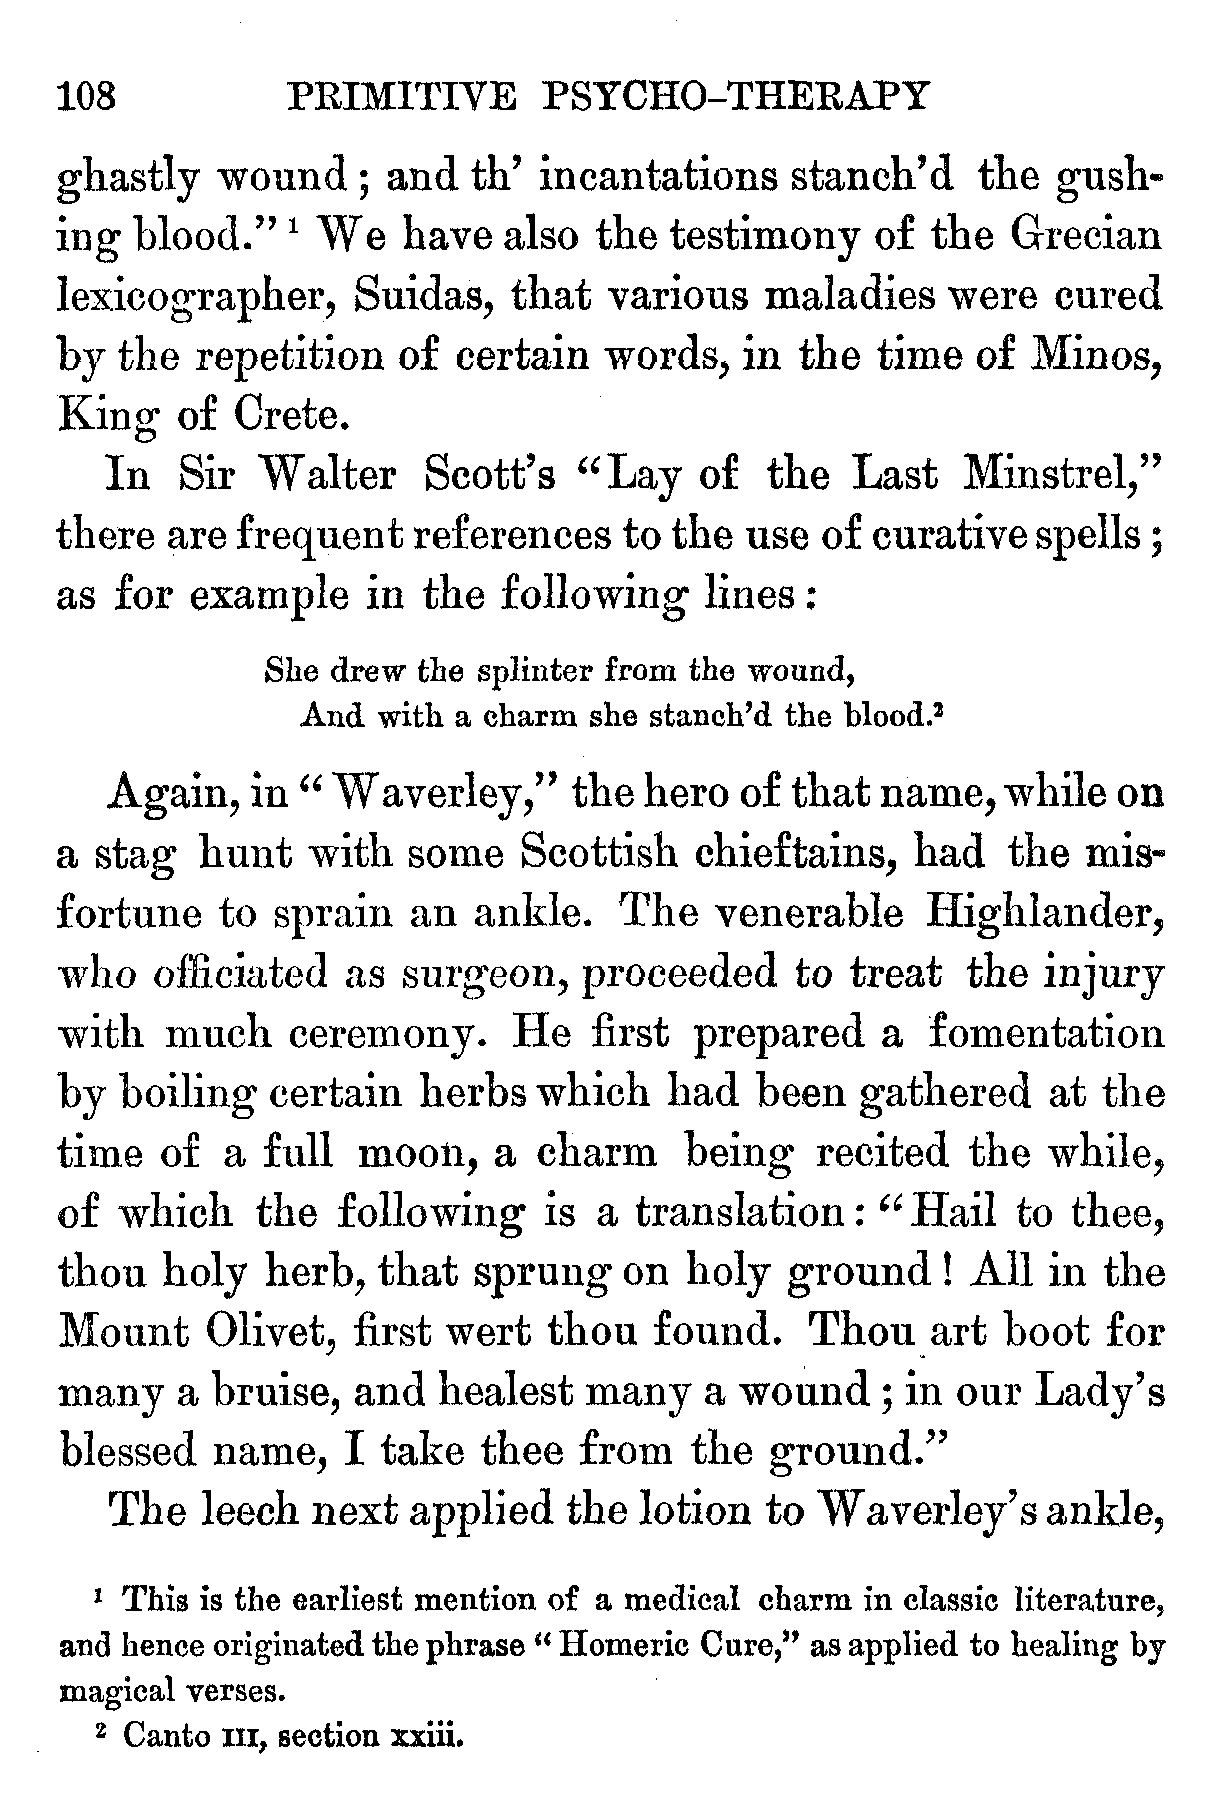 108 PRIMITIVE PSYCHO-THERAPY
ghastly wound; and th' incantations stanch'd the gush-
ing blood." ¹ We have also the testimony of the Grecian
lexicographer, Suidas, that various maladies were cured
by the repetition of certain words, in the time of Minos,
King of Crete.
In Sir Walter Scott's "Lay of the Last Minstrel,"
there are frequent references to the use of curative spells;
as for example in the following lines:
She drew the splinter from the wound,
And with a charm she stanch'd the blood.²
Again, in "Waverley," the hero of that name, while on
a stag hunt with some Scottish chieftains, had the mis-
fortune to sprain an ankle. The venerable Highlander,
who officiated as surgeon, proceeded to treat the injury
with much ceremony. He first prepared a fomentation
by boiling certain herbs which had been gathered at the
time of a full moon, a charm being recited the while,
of which the following is a translation: "Hail to thee,
thou holy herb, that sprung on holy ground! All in the
Mount Olivet, first wert thou found. Thou art boot for
many a bruise, and healest many a wound; in our Lady's
blessed name, I take thee from the ground."
The leech next applied the lotion to Waverley's ankle,
¹ This is the earliest mention of a medical charm in classic literature,
and hence originated the phrase "Homeric Cure," as applied to healing by
magical verses.
² Canto III, section xxiii.